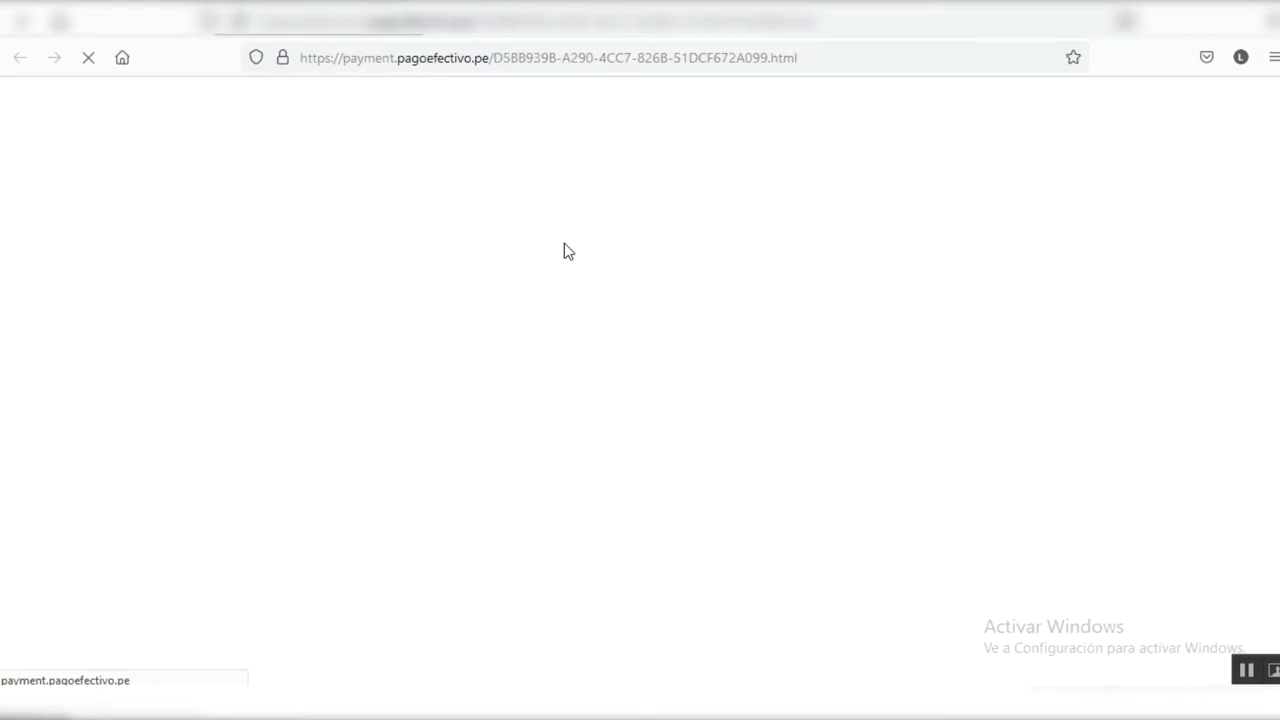 https://payment.pagoefectivo.pe/D5BB939B-A290-4CC7-826B-51DCF672A099.html
L
Activar Windows
Ve a Configuración para activar Windows.
payment.pagoefectivo.pe